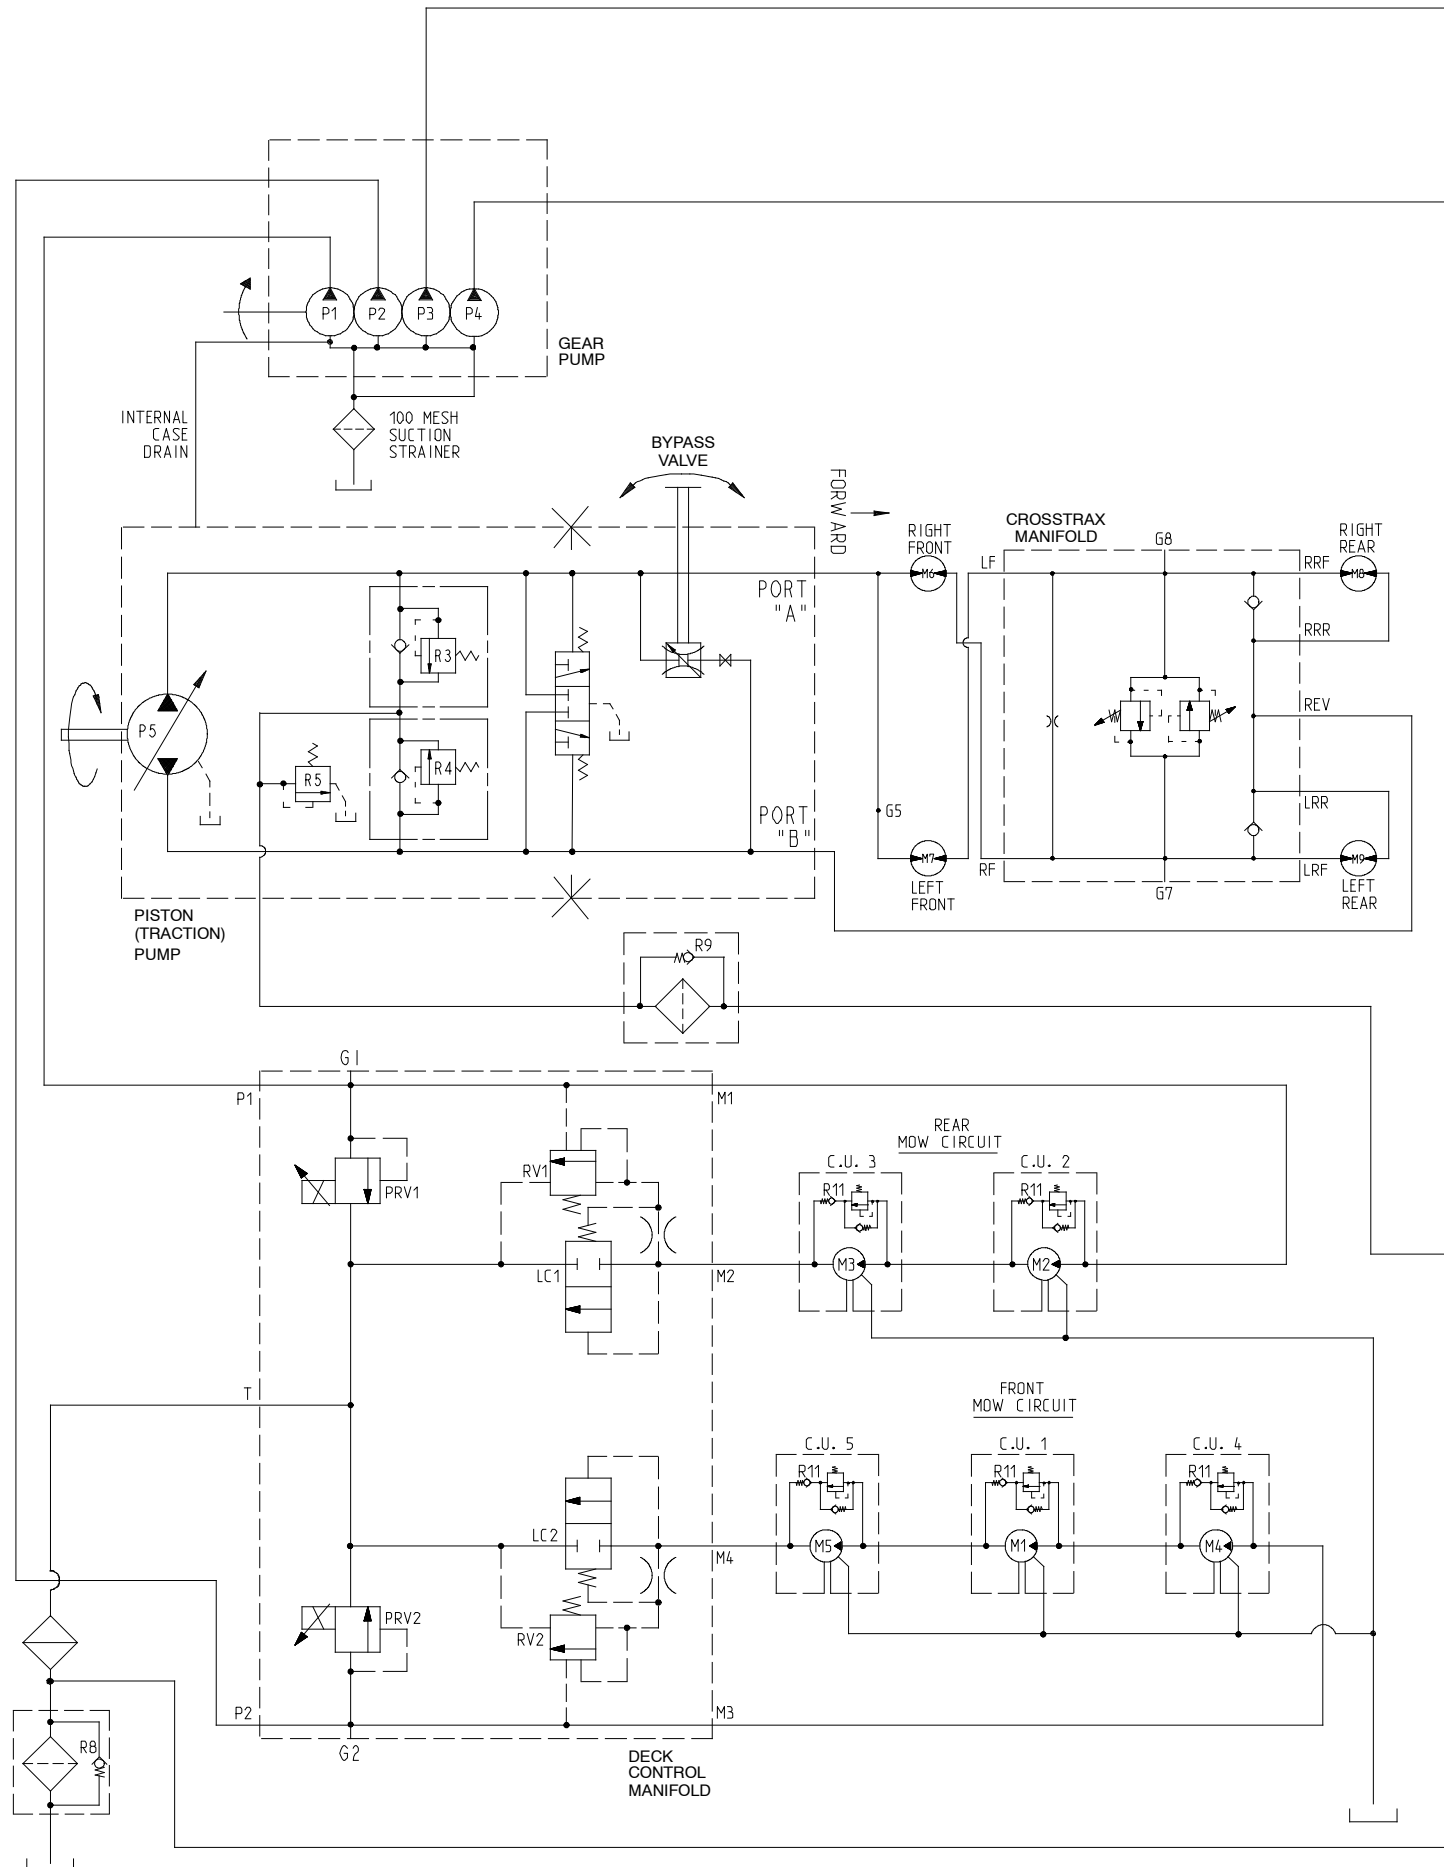 P1
P2
P3
P4
GEAR
PUMP
INTERNAL
CASE
DRAIN
100 MESH
SUCTION
STRAINER
BYPASS
VALVE
FORWARD
RIGHT
FRONT
CROSSTRAX
MANIFOLD
G8
RIGHT
REAR
LF
RRF
M6
M8
PORT
"A"
R3
RRR
P5
REV
R4
R5
LRR
PORT
"B"
G5
M7
M9
RF
LRF
LEFT
FRONT
G7
LEFT
REAR
PISTON
(TRACTION)
PUMP
R9
G1
P1
M1
REAR
MOW CIRCUIT
C.U. 3
C.U. 2
RV1
PRV1
R11
R11
LC1
M2
M3
M2
T
FRONT
MOW CIRCUIT
C.U. 5
C.U. 1
C.U. 4
R11
R11
R11
LC2
M4
M5
M1
M4
PRV2
RV2
P2
M3
G2
R8
DECK
CONTROL
MANIFOLD